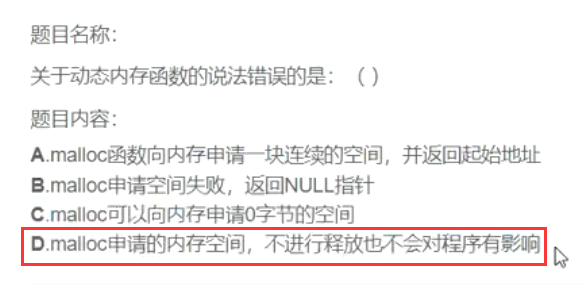 题目名称：
关于动态内存函数的说法错误的是：（ ）
题目内容：
A.malloc函数向内存申请一块连续的空间，并返回起始地址
B.malloc申请空间失败，返回NULL指针
C.malloc可以向内存申请0字节的空间
D.malloc申请的内存空间，不进行释放也不会对程序有影响